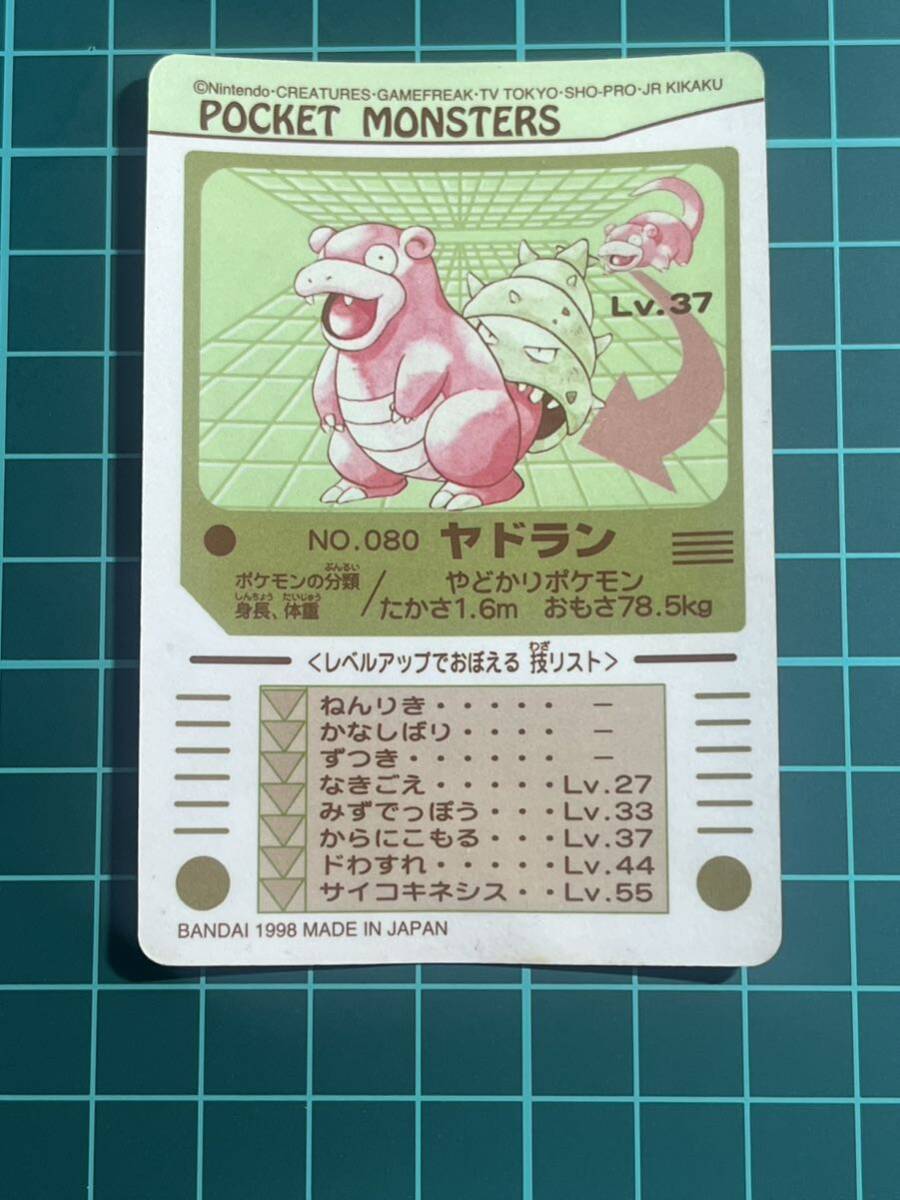 ©Nintendo・CREATURES・GAMEFREAK・TV TOKYO・SHO-PRO・JR KIKAKU
POCKET MONSTERS
Lv.37
NO.080 ヤドラン
ぶんるい
ポケモンの分類／やどかりポケモン
しんちょう たいじゅう
身長、体重 たかさ1.6m おもさ78.5kg
わざ
＜レベルアップでおぼえる 技リスト＞
ねんりき・・・・・ －
かなしばり・・・・ －
ずつき・・・・・・ －
なきごえ・・・・・Lv.27
みずでっぽう・・・Lv.33
からにこもる・・・Lv.37
ドわすれ・・・・・Lv.44
サイコキネシス・・Lv.55
BANDAI 1998 MADE IN JAPAN